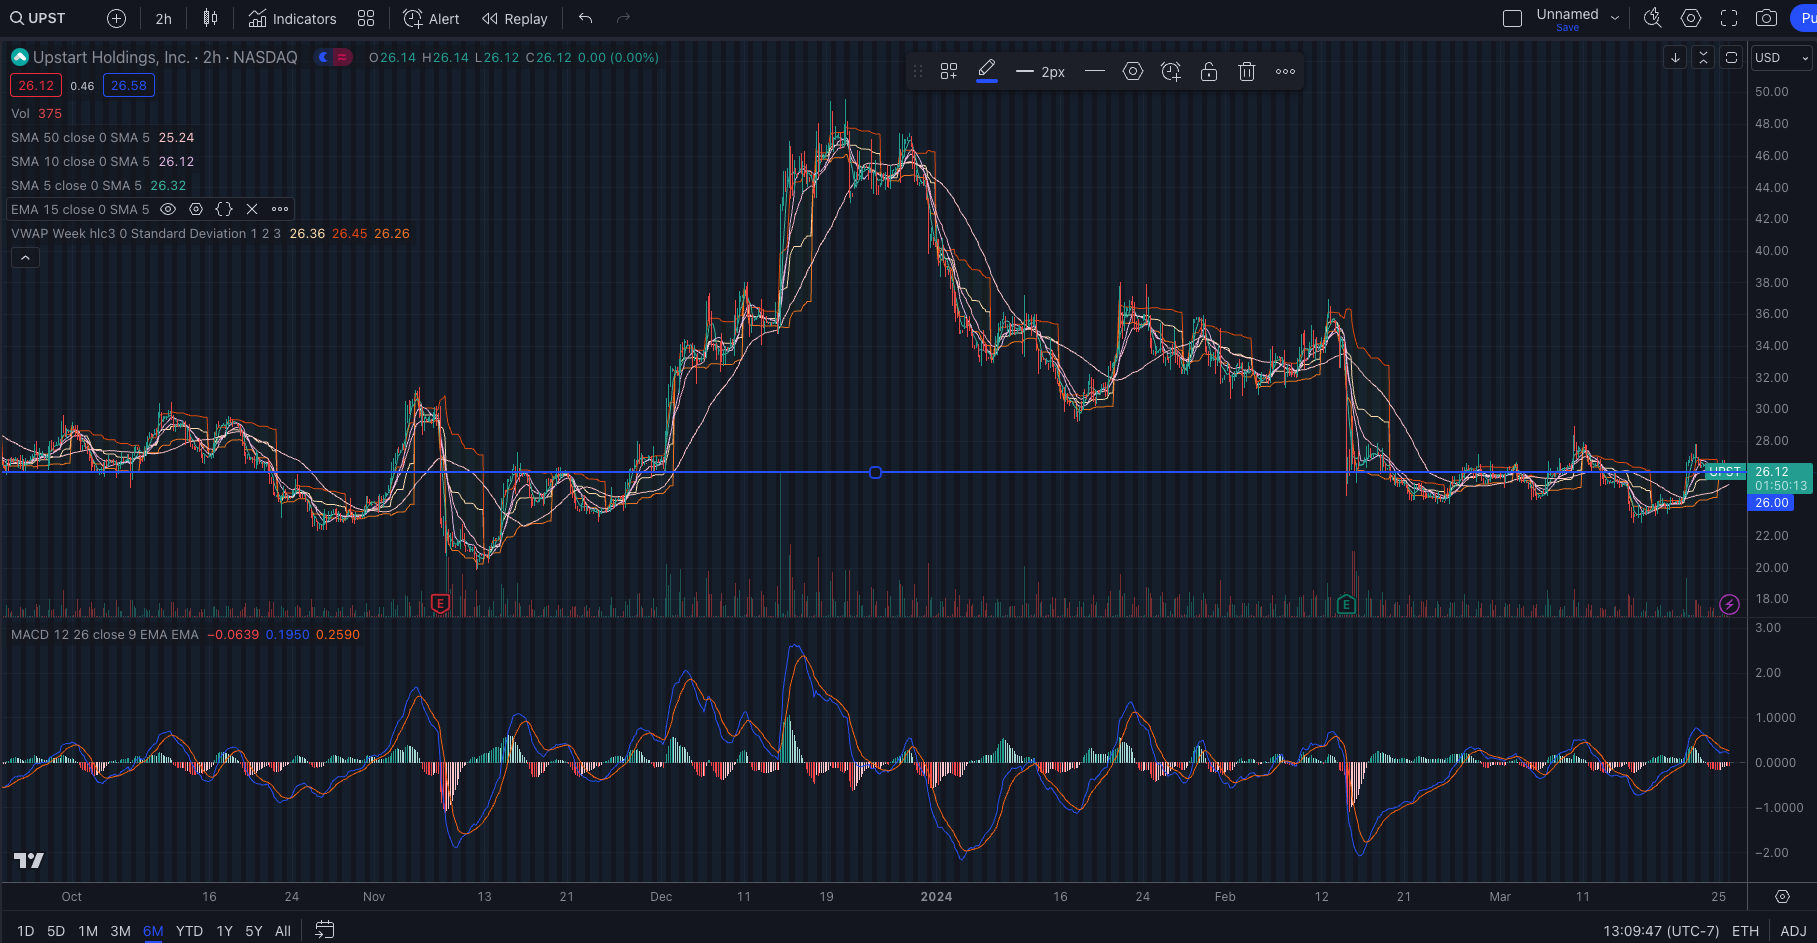 UPST 2h Indicators Alert Replay Unnamed
Save
Upstart Holdings, Inc. · 2h · NASDAQ O26.14 H26.14 L26.12 C26.12 0.00 (0.00%)
2px
USD
26.12 0.46 26.58
Vol 375
SMA 50 close 0 SMA 5 25.24
SMA 10 close 0 SMA 5 26.12
SMA 5 close 0 SMA 5 26.32
EMA 15 close 0 SMA 5
VWAP Week hlc3 0 Standard Deviation 1 2 3 26.36 26.45 26.26
50.00
48.00
46.00
44.00
42.00
40.00
38.00
36.00
34.00
32.00
30.00
28.00
UPST 26.12
01:50:13
26.00
22.00
20.00
18.00
E E
MACD 12 26 close 9 EMA EMA −0.0639 0.1950 0.2590
3.00
2.00
1.0000
0.0000
−1.0000
−2.00
Oct 16 24 Nov 13 21 Dec 11 19 2024 16 24 Feb 12 21 Mar 11 25
1D 5D 1M 3M 6M YTD 1Y 5Y All 13:09:47 (UTC-7) ETH ADJ